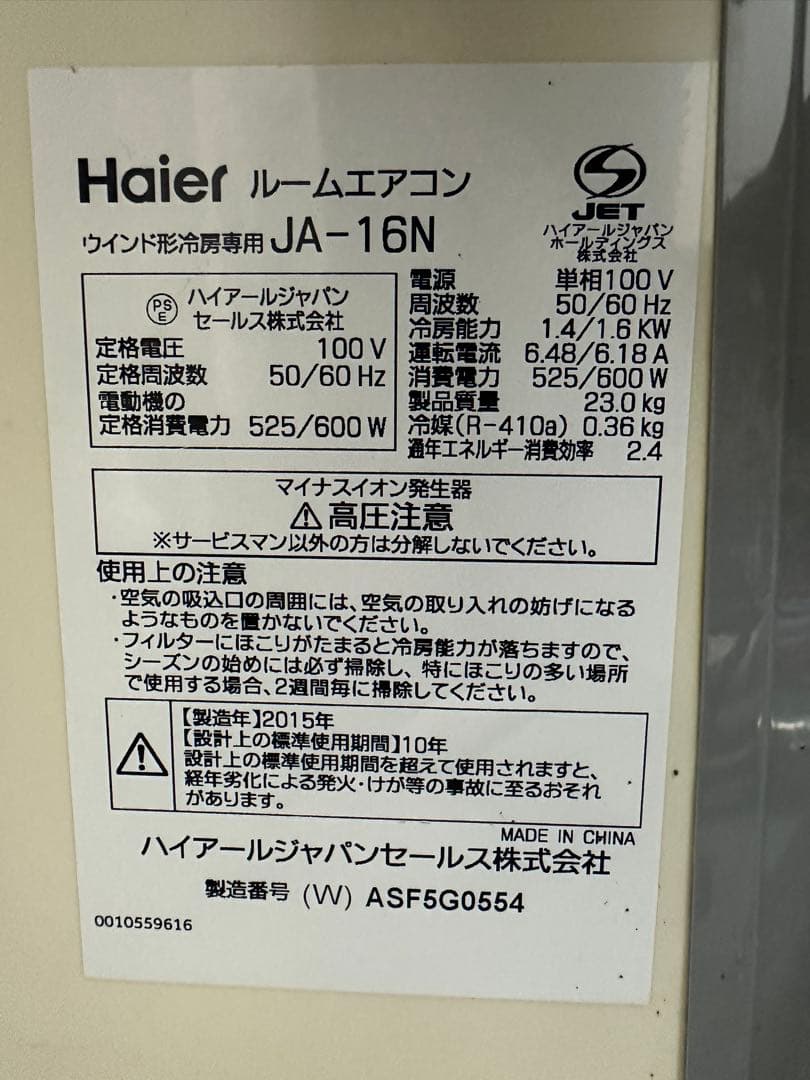 Haier ルームエアコン
ウインド形冷房専用 JA-16N
JET
ハイアールジャパン
ホールディングス
株式会社
PS
E
ハイアールジャパン
セールス株式会社
定格電圧 100 V
定格周波数 50/60 Hz
電動機の
定格消費電力 525/600 W
電源 単相100 V
周波数 50/60 Hz
冷房能力 1.4/1.6 KW
運転電流 6.48/6.18 A
消費電力 525/600 W
製品質量 23.0 kg
冷媒(R-410a) 0.36 kg
通年エネルギー消費効率 2.4
マイナスイオン発生器
⚠高圧注意
※サービスマン以外の方は分解しないでください。
使用上の注意
・空気の吸込口の周囲には、空気の取り入れの妨げになる
ようなものを置かないでください。
・フィルターにほこりがたまると冷房能力が落ちますので、
シーズンの始めには必ず掃除し、特にほこりの多い場所
で使用する場合、2週間毎に掃除してください。
【製造年】2015年
【設計上の標準使用期間】10年
設計上の標準使用期間を超えて使用されますと、
経年劣化による発火・けが等の事故に至るおそれ
があります。
MADE IN CHINA
ハイアールジャパンセールス株式会社
製造番号 (W) ASF5G0554
0010559616